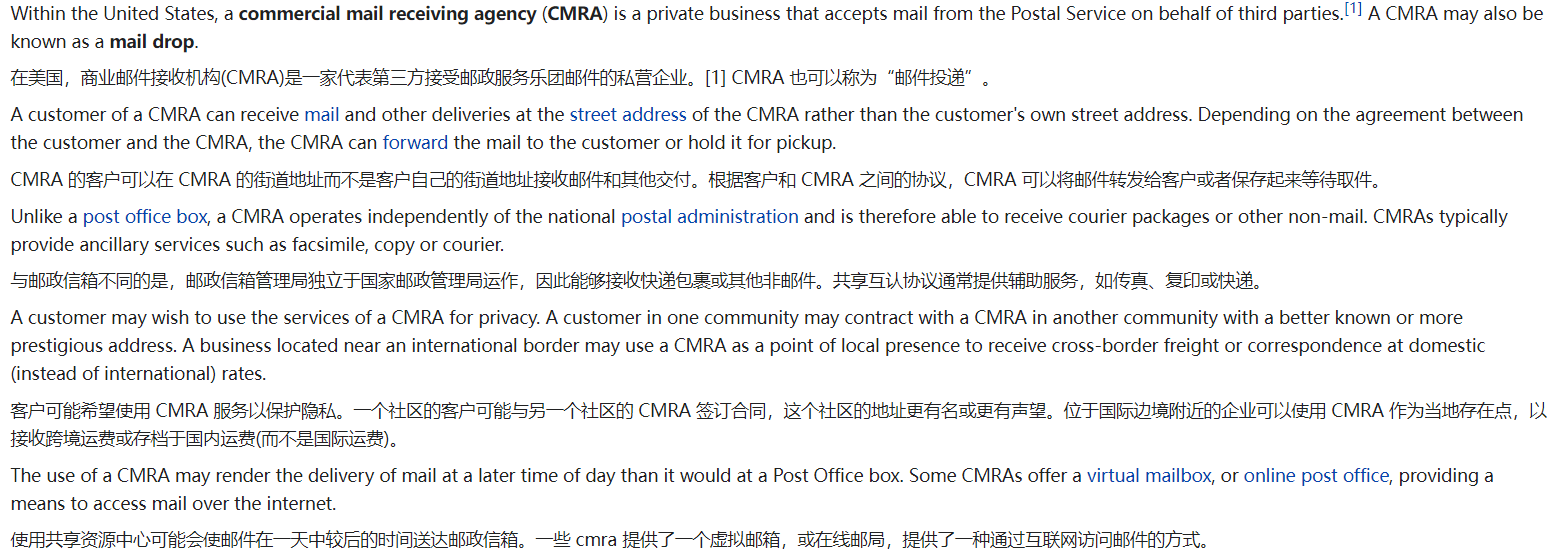 Within the United States, a commercial mail receiving agency (CMRA) is a private business that accepts mail from the Postal Service on behalf of third parties.[1] A CMRA may also be
known as a mail drop.
在美国，商业邮件接收机构(CMRA)是一家代表第三方接受邮政服务乐团邮件的私营企业。[1] CMRA 也可以称为“邮件投递”。
A customer of a CMRA can receive mail and other deliveries at the street address of the CMRA rather than the customer's own street address. Depending on the agreement between
the customer and the CMRA, the CMRA can forward the mail to the customer or hold it for pickup.
CMRA 的客户可以在 CMRA 的街道地址而不是客户自己的街道地址接收邮件和其他交付。根据客户和 CMRA 之间的协议，CMRA 可以将邮件转发给客户或者保存起来等待取件。
Unlike a post office box, a CMRA operates independently of the national postal administration and is therefore able to receive courier packages or other non-mail. CMRAs typically
provide ancillary services such as facsimile, copy or courier.
与邮政信箱不同的是，邮政信箱管理局独立于国家邮政管理局运作，因此能够接收快递包裹或其他非邮件。共享互认协议通常提供辅助服务，如传真、复印或快递。
A customer may wish to use the services of a CMRA for privacy. A customer in one community may contract with a CMRA in another community with a better known or more
prestigious address. A business located near an international border may use a CMRA as a point of local presence to receive cross-border freight or correspondence at domestic
(instead of international) rates.
客户可能希望使用 CMRA 服务以保护隐私。一个社区的客户可能与另一个社区的 CMRA 签订合同，这个社区的地址更有名或更有声望。位于国际边境附近的企业可以使用 CMRA 作为当地存在点，以
接收跨境运费或存档于国内运费(而不是国际运费)。
The use of a CMRA may render the delivery of mail at a later time of day than it would at a Post Office box. Some CMRAs offer a virtual mailbox, or online post office, providing a
means to access mail over the internet.
使用共享资源中心可能会使邮件在一天中较后的时间送达邮政信箱。一些 cmra 提供了一个虚拟邮箱，或在线邮局，提供了一种通过互联网访问邮件的方式。